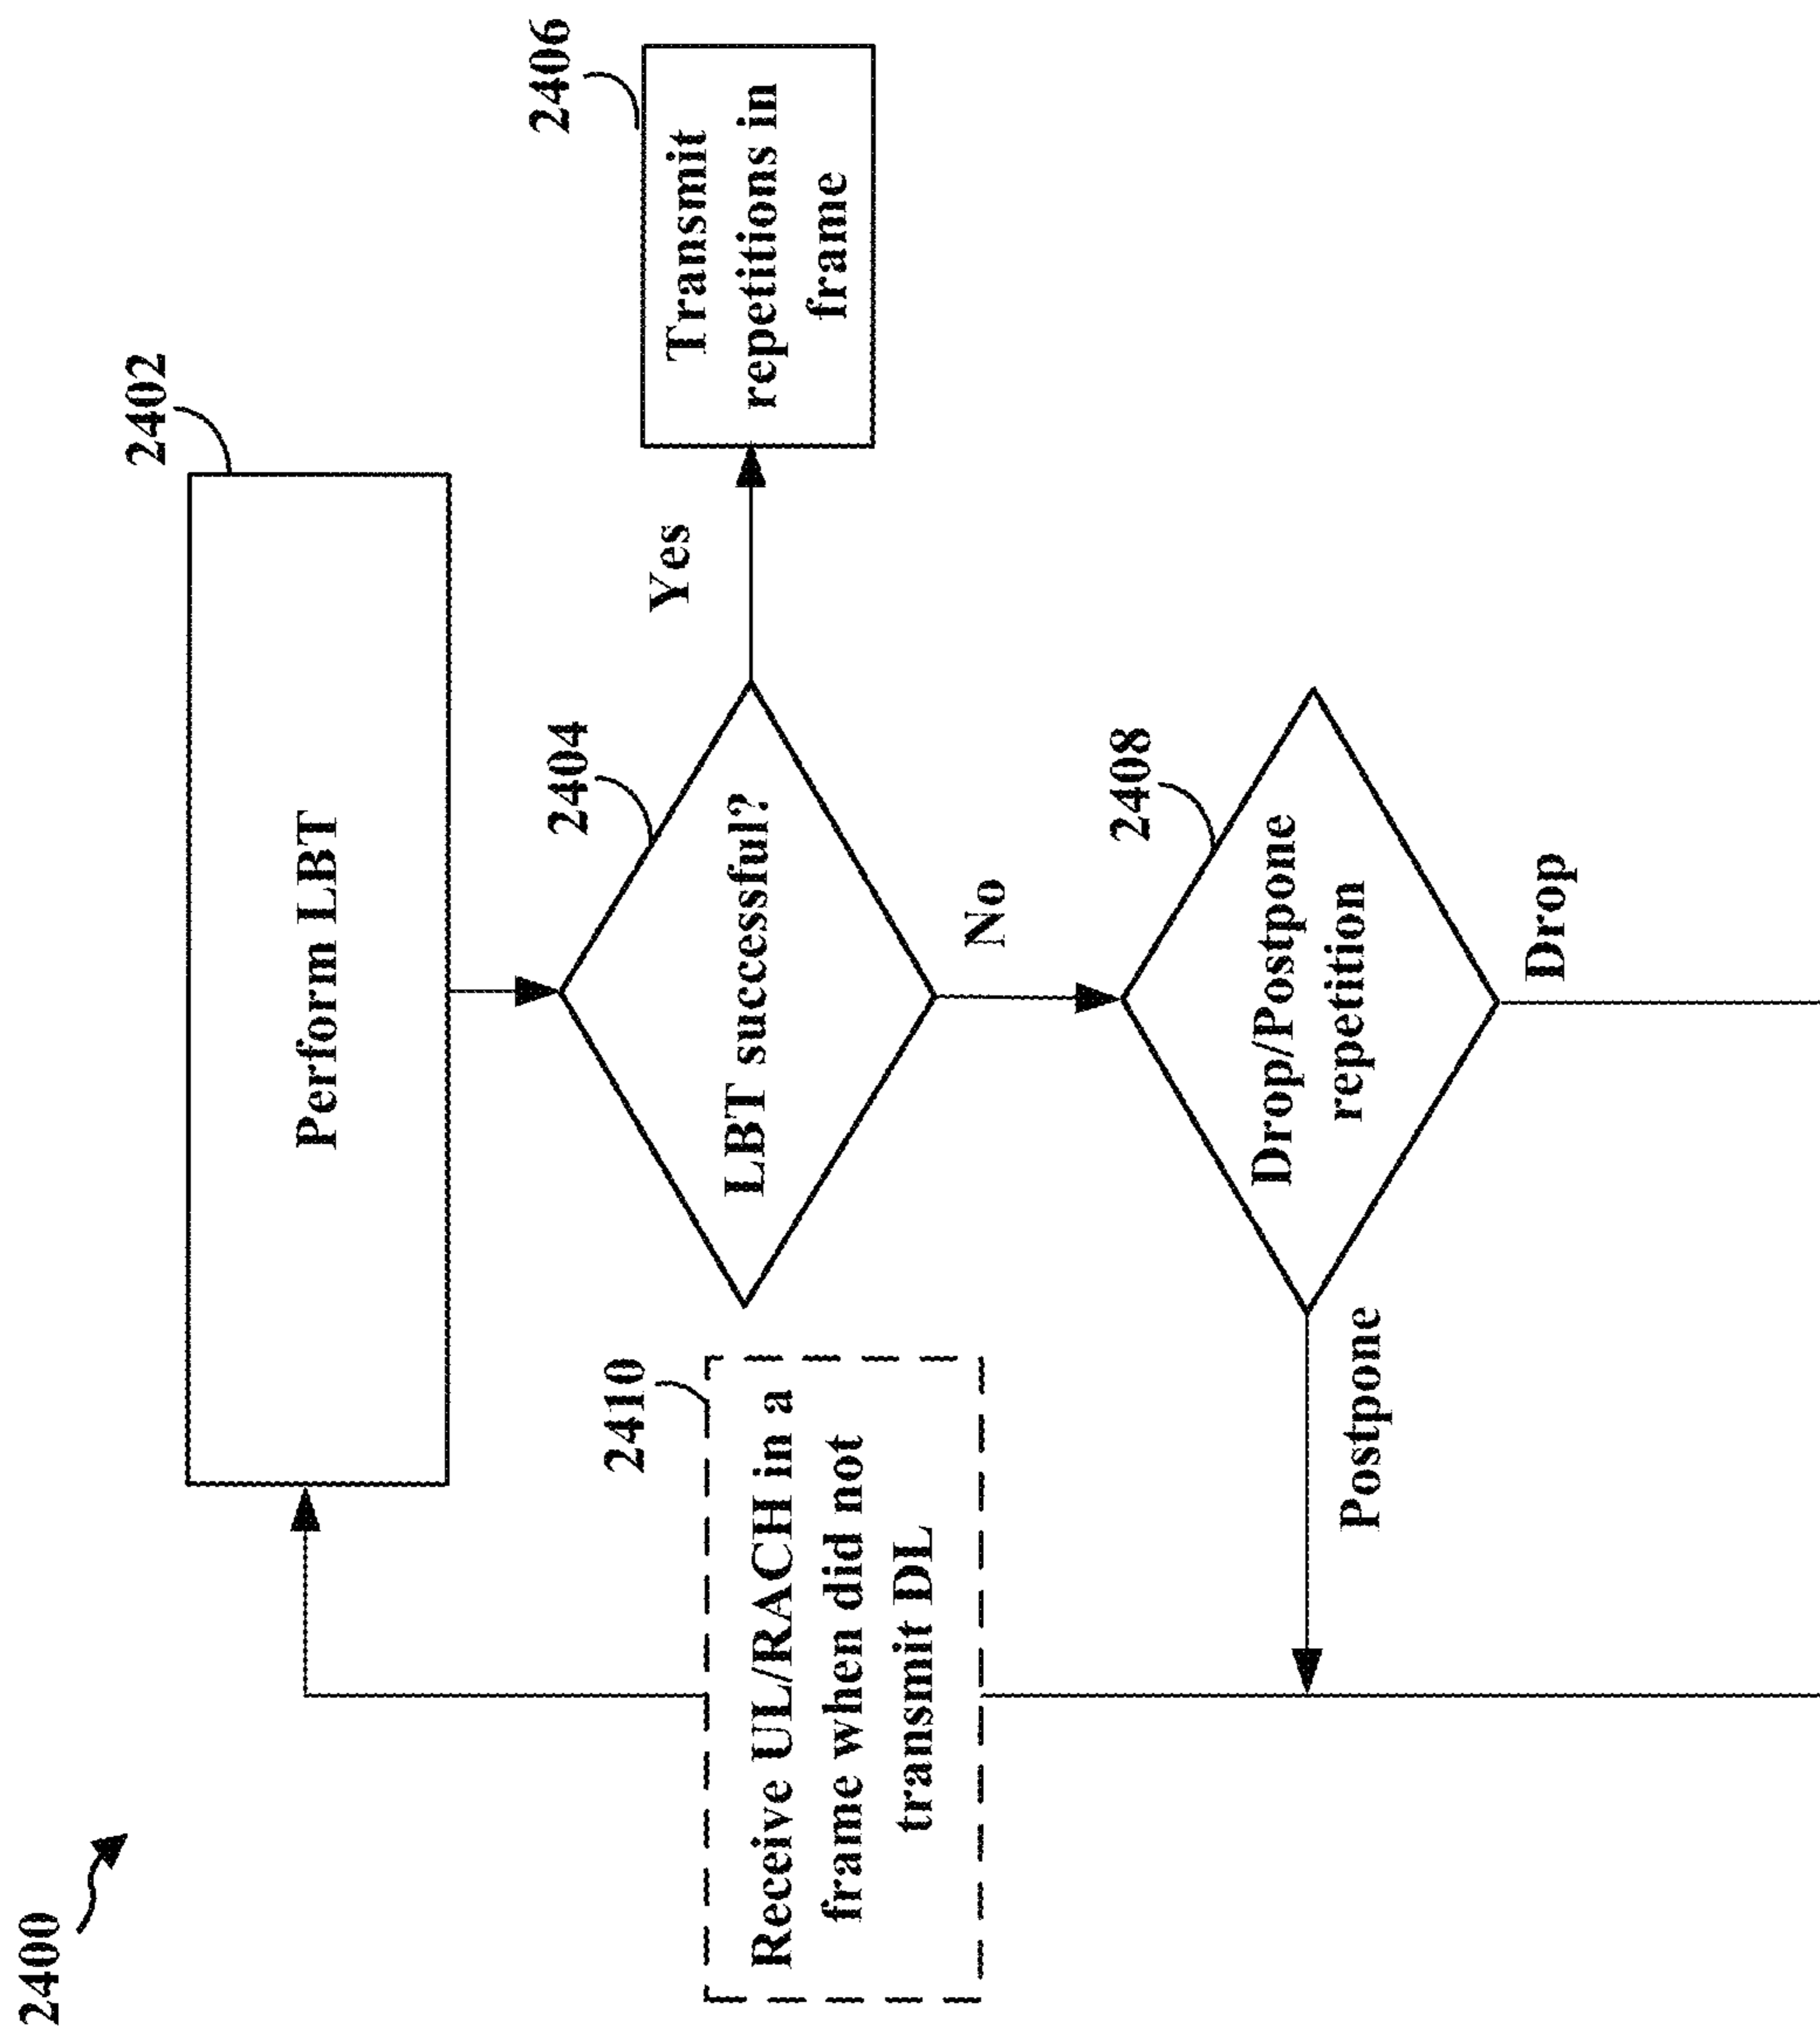 2400
2402
Perform LBT
2404
LBT successful?
Yes
2406
Transmit
repetitions in
frame
No
2408
Drop/Postpone
repetition
Postpone
Drop
2410
Receive UL/RACH in a
frame when did not
transmit DL